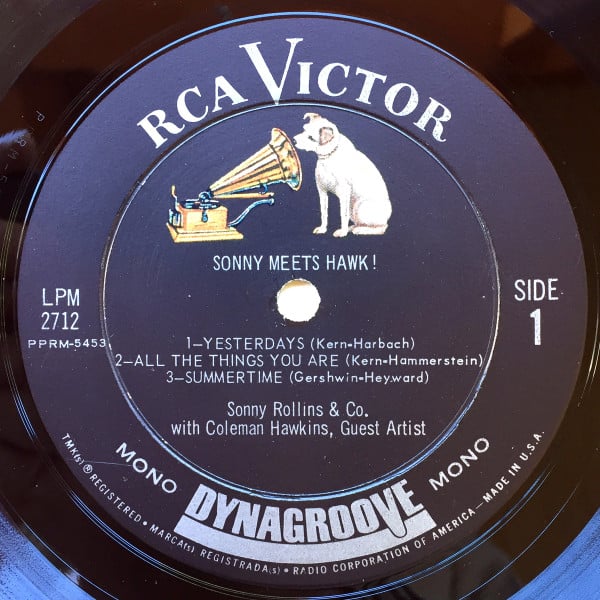 RCA VICTOR
SONNY MEETS HAWK!
LPM
2712
PPRM-5453
SIDE
1
1—YESTERDAYS (Kern-Harbach)
2—ALL THE THINGS YOU ARE (Kern-Hammerstein)
3—SUMMERTIME (Gershwin-Heyward)
Sonny Rollins & Co.
with Coleman Hawkins, Guest Artist
MONO DYNAGROOVE MONO
TMK(s) ® REGISTERED • MARCA(s) REGISTRADA(s) • RADIO CORPORATION OF AMERICA—MADE IN U.S.A.